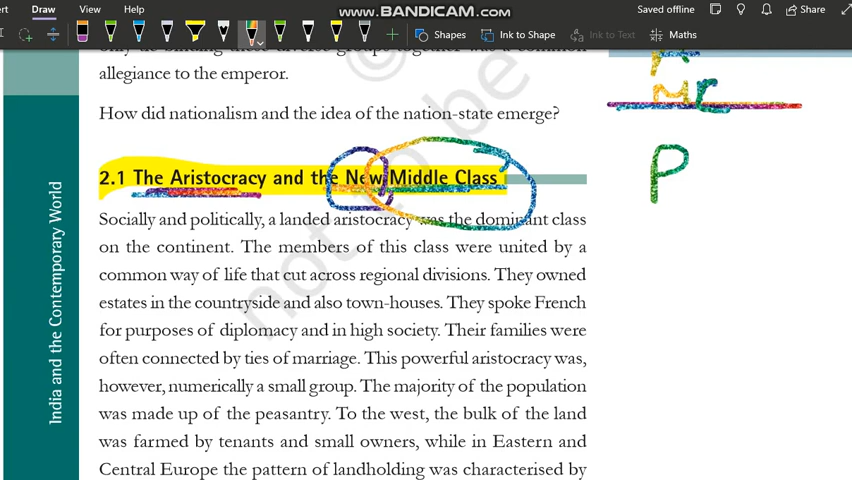 WWW.BANDICAM.COM
Saved offline
Draw View Help
Share
Shapes Ink to Shape Ink to Text Maths
allegiance to the emperor.
How did nationalism and the idea of the nation-state emerge?
2.1 The Aristocracy and the New Middle Class
Socially and politically, a landed aristocracy was the dominant class
on the continent. The members of this class were united by a
common way of life that cut across regional divisions. They owned
estates in the countryside and also town-houses. They spoke French
for purposes of diplomacy and in high society. Their families were
often connected by ties of marriage. This powerful aristocracy was,
however, numerically a small group. The majority of the population
was made up of the peasantry. To the west, the bulk of the land
was farmed by tenants and small owners, while in Eastern and
Central Europe the pattern of landholding was characterised by
India and the Contemporary World
not to be
©
P